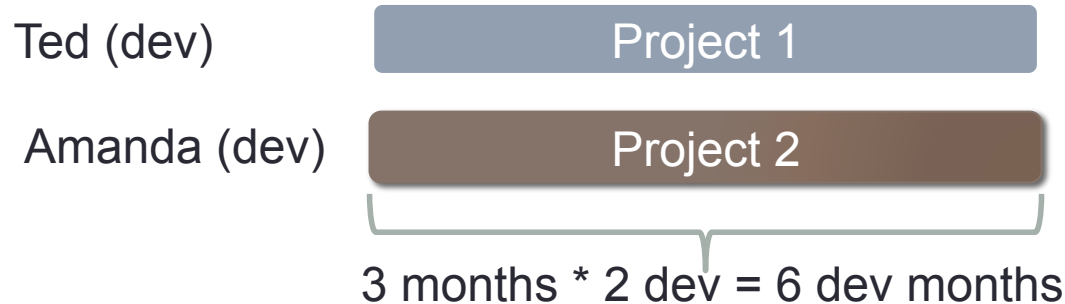 Ted (dev) Project 1
Amanda (dev) Project 2
3 months * 2 dev = 6 dev months